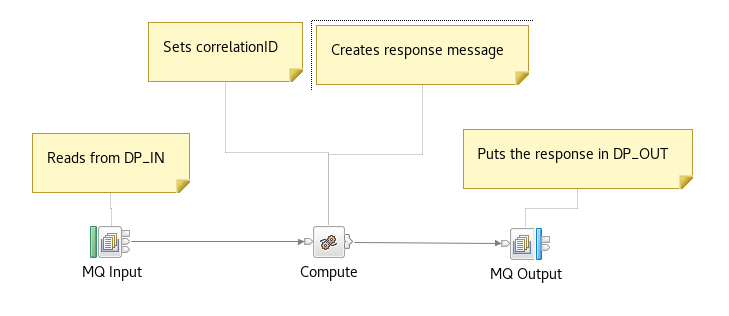 Sets correlationID
Creates response message
Reads from DP_IN
Puts the response in DP_OUT
MQ Input
Compute
MQ Output